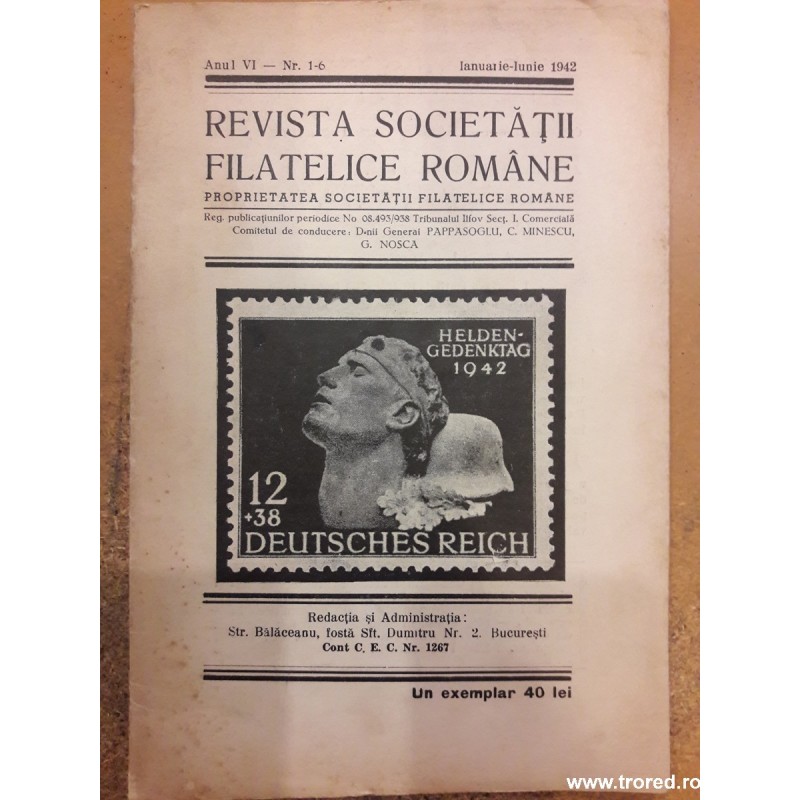 Anul VI — Nr. 1-6 Ianuarie-Iunie 1942
REVISTA SOCIETĂȚII
FILATELICE ROMÂNE
PROPRIETATEA SOCIETĂȚII FILATELICE ROMÂNE
Reg. publicațiunilor periodice No 08.493/938 Tribunalul Ilfov Secț. I. Comercială
Comitetul de conducere: D-nii General PAPPASOGLU, C. MINESCU,
G. NOSCA
HELDEN-
GEDENKTAG
1942
12
+38
DEUTSCHES REICH
Redacția și Administrația:
Str. Bălăceanu, fostă Sft. Dumitru Nr. 2. București
Cont C. E. C. Nr. 1267
Un exemplar 40 lei
www.trored.ro